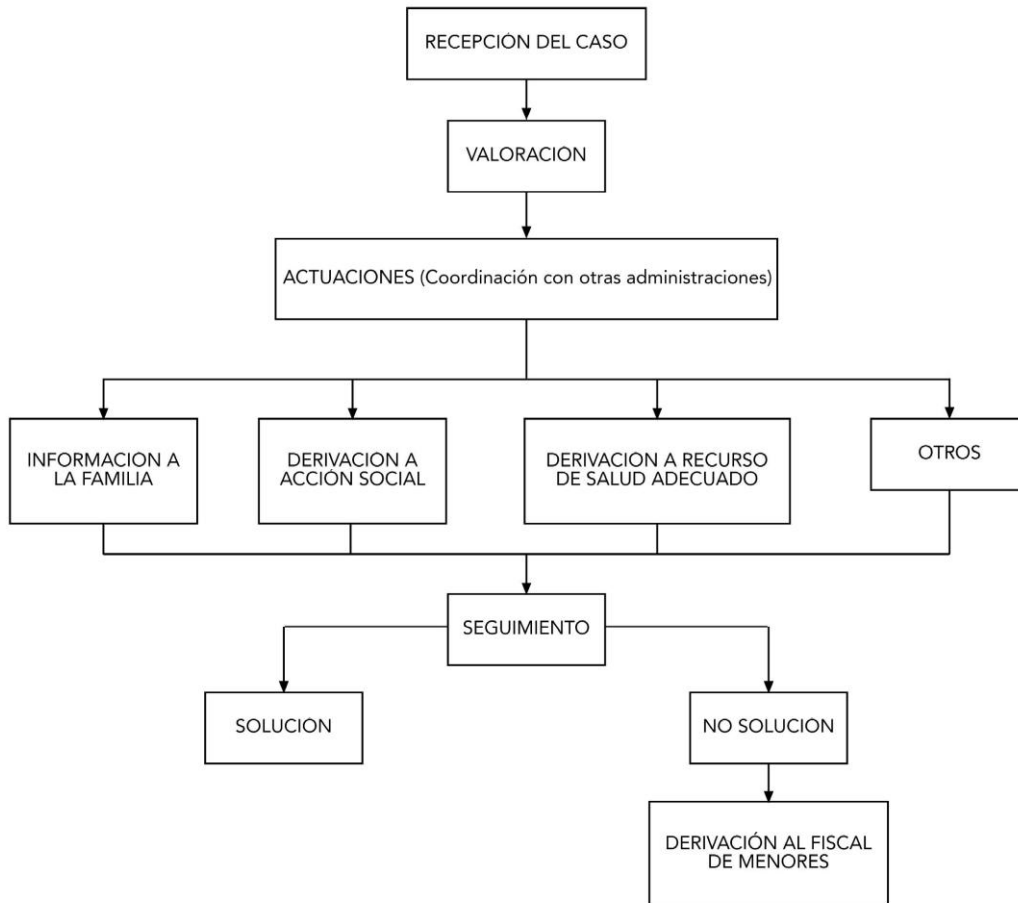 RECEPCIÓN DEL CASO
VALORACIÓN
ACTUACIONES (Coordinación con otras administraciones)
INFORMACION A
LA FAMILIA
DERIVACION A
ACCIÓN SOCIAL
DERIVACION A RECURSO
DE SALUD ADECUADO
OTROS
SEGUIMIENTO
SOLUCION
NO SOLUCION
DERIVACIÓN AL FISCAL
DE MENORES